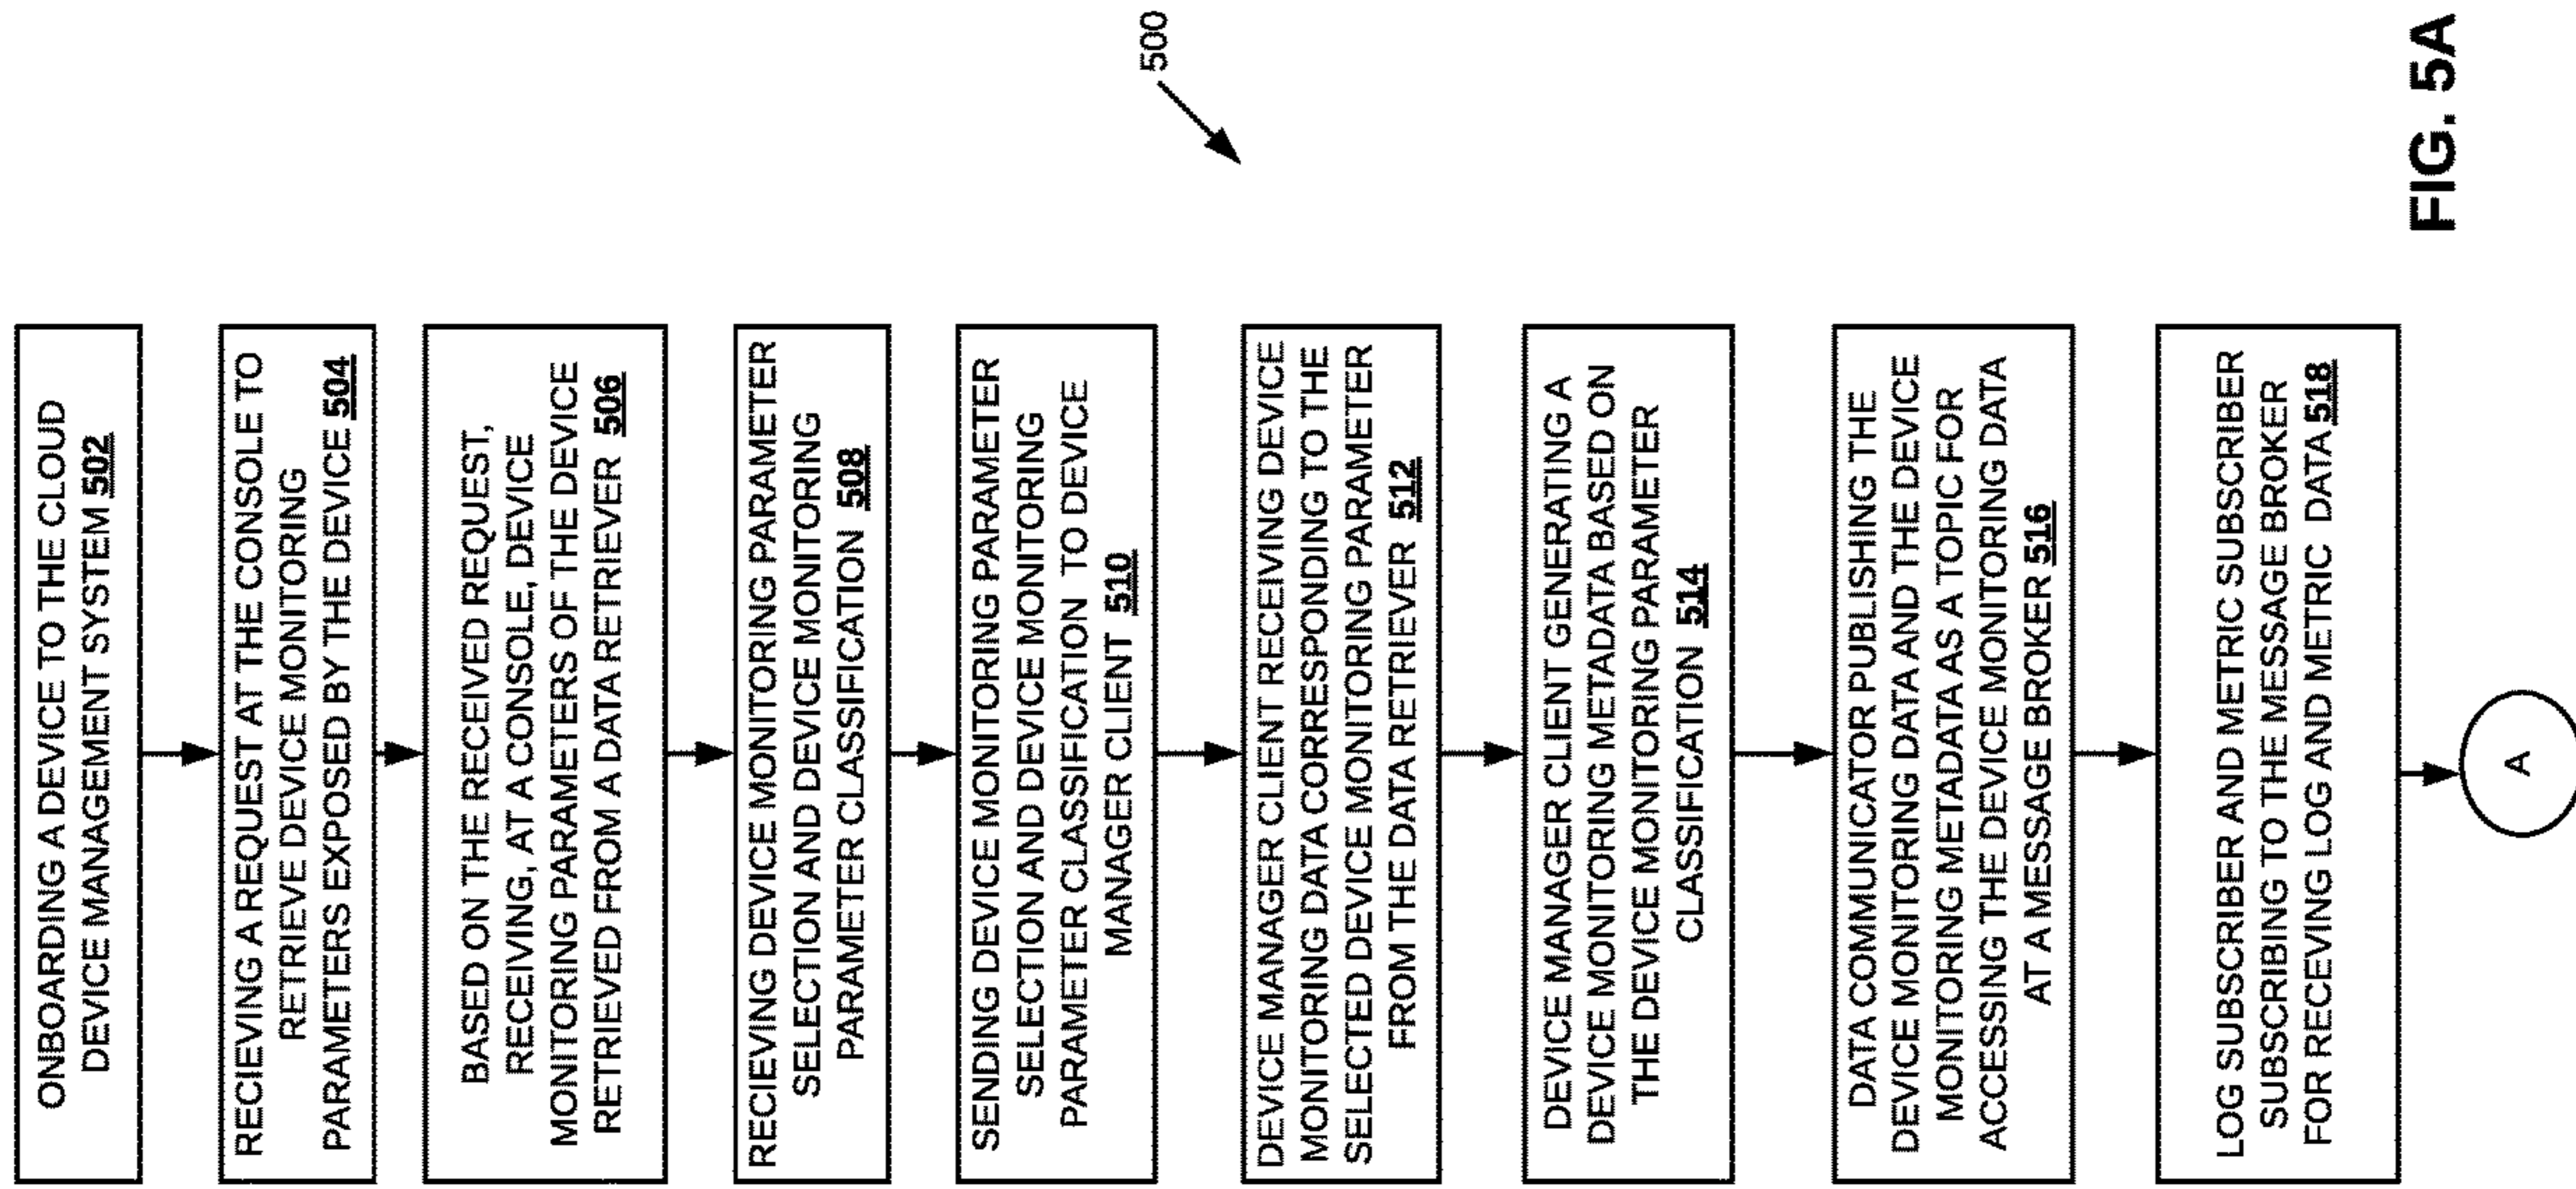 ONBOARDING A DEVICE TO THE CLOUD
DEVICE MANAGEMENT SYSTEM 502
RECIEVING A REQUEST AT THE CONSOLE TO
RETRIEVE DEVICE MONITORING
PARAMETERS EXPOSED BY THE DEVICE 504
BASED ON THE RECEIVED REQUEST,
RECEIVING, AT A CONSOLE, DEVICE
MONITORING PARAMETERS OF THE DEVICE
RETRIEVED FROM A DATA RETRIEVER 506
RECIEVING DEVICE MONITORING PARAMETER
SELECTION AND DEVICE MONITORING
PARAMETER CLASSIFICATION 508
SENDING DEVICE MONITORING PARAMETER
SELECTION AND DEVICE MONITORING
PARAMETER CLASSIFICATION TO DEVICE
MANAGER CLIENT 510
DEVICE MANAGER CLIENT RECEIVING DEVICE
MONITORING DATA CORRESPONDING TO THE
SELECTED DEVICE MONITORING PARAMETER
FROM THE DATA RETRIEVER 512
DEVICE MANAGER CLIENT GENERATING A
DEVICE MONITORING METADATA BASED ON
THE DEVICE MONITORING PARAMETER
CLASSIFICATION 514
DATA COMMUNICATOR PUBLISHING THE
DEVICE MONITORING DATA AND THE DEVICE
MONITORING METADATA AS A TOPIC FOR
ACCESSING THE DEVICE MONITORING DATA
AT A MESSAGE BROKER 516
LOG SUBSCRIBER AND METRIC SUBSCRIBER
SUBSCRIBING TO THE MESSAGE BROKER
FOR RECEVING LOG AND METRIC DATA 518
A
500
FIG. 5A